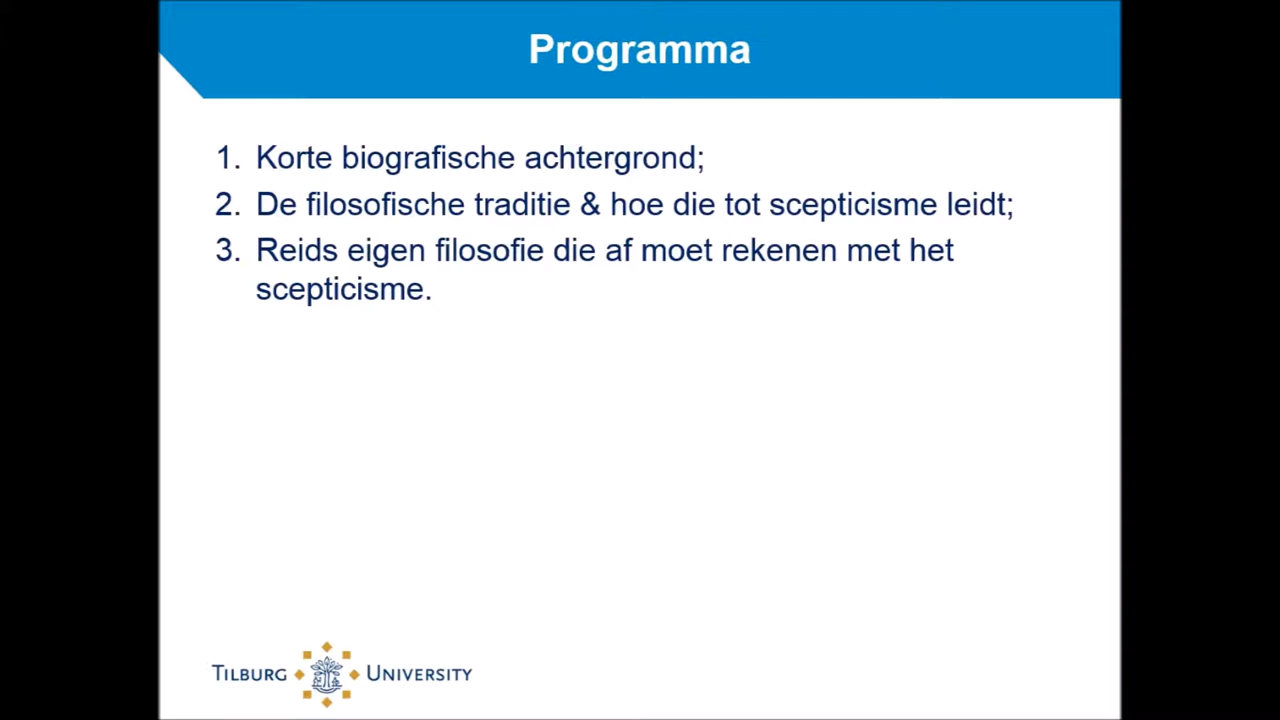 Programma
1. Korte biografische achtergrond;
2. De filosofische traditie & hoe die tot scepticisme leidt;
3. Reids eigen filosofie die af moet rekenen met het
scepticisme.
TILBURG UNIVERSITY